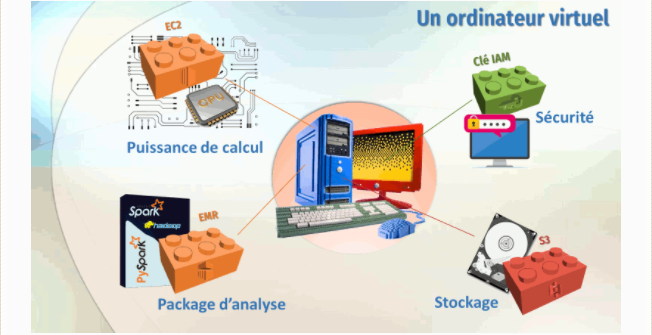 Un ordinateur virtuel
EC2
CPU
Puissance de calcul
Clé IAM
Sécurité
Spark
hadoop
PySpark
EMR
Package d'analyse
S3
Stockage